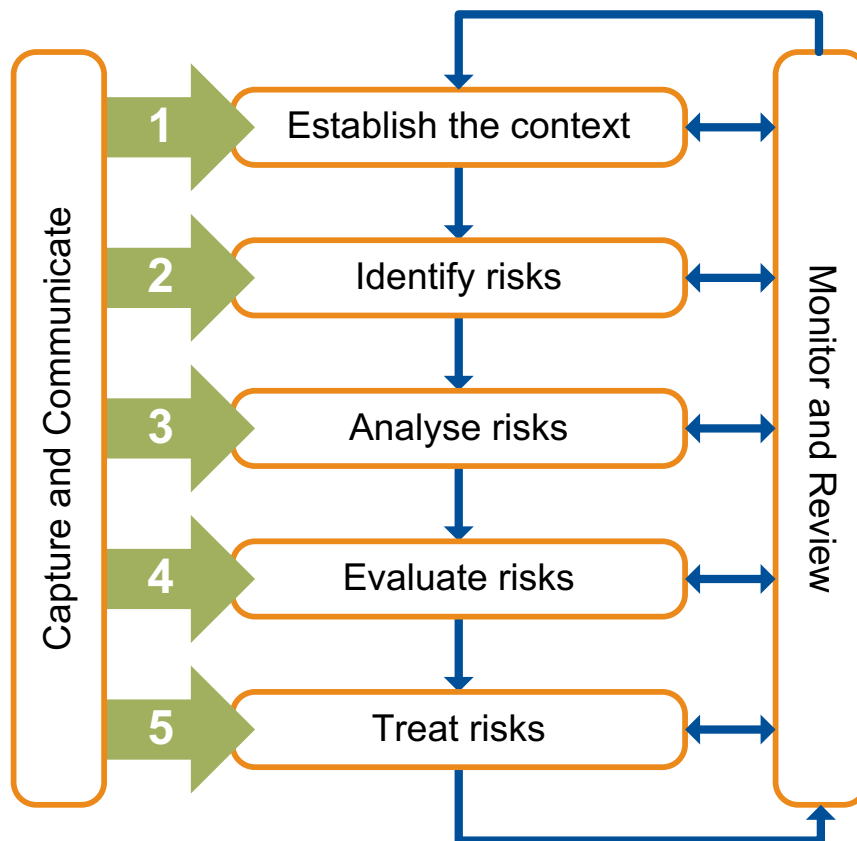 Capture and Communicate
1
Establish the context
2
Identify risks
3
Analyse risks
4
Evaluate risks
5
Treat risks
Monitor and Review